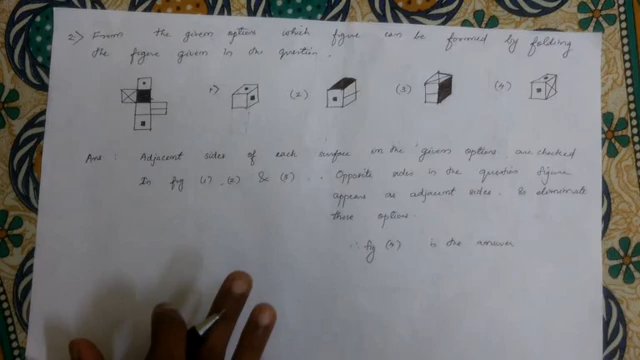 2) From the given options which figure can be formed by folding
the figure given in the question.
1) (2) (3) (4)
Ans : Adjacent sides of each surface in the given options are checked
In fig (1), (2) & (3). Opposite sides in the question figure
appears as adjacent sides. So eliminate
those options.
∴ fig (4) is the answer